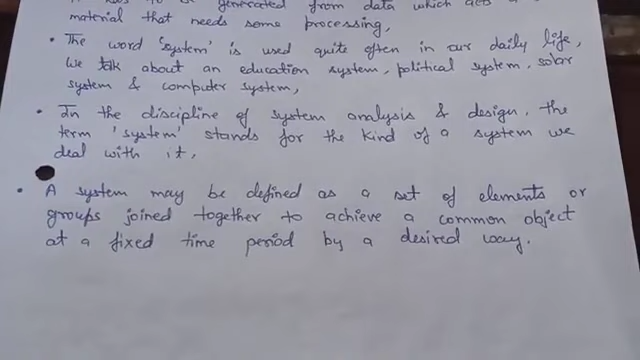 generated from data which
material that needs some processing,
• The word 'system' is used quite often in our daily life,
We talk about an education system, political system, solar
system & computer system,
• In the discipline of system analysis & design, the
term 'system' stands for the kind of a system we
deal with it,
• A system may be defined as a set of elements or
groups joined together to achieve a common object
at a fixed time period by a desired way.